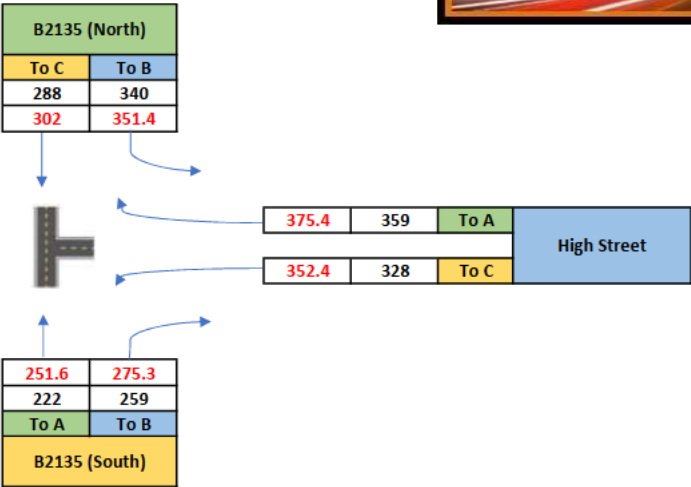 B2135 (North)
To C To B
288 340
302 351.4
375.4 359 To A
High Street
352.4 328 To C
251.6 275.3
222 259
To A To B
B2135 (South)